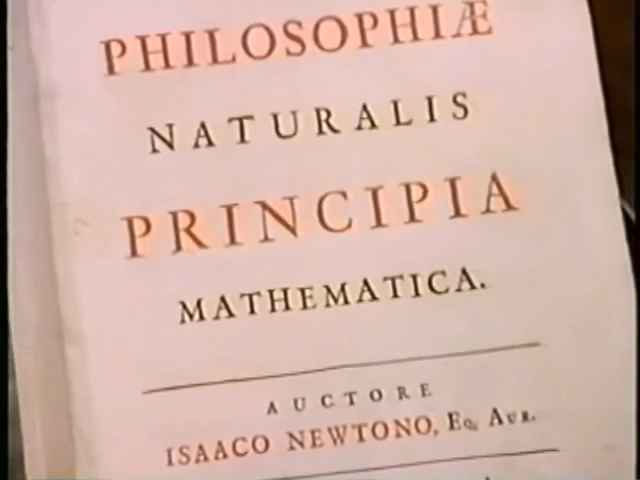 PHILOSOPHIÆ
NATURALIS
PRINCIPIA
MATHEMATICA.
AUCTORE
ISAACO NEWTONO, Eq. Aur.